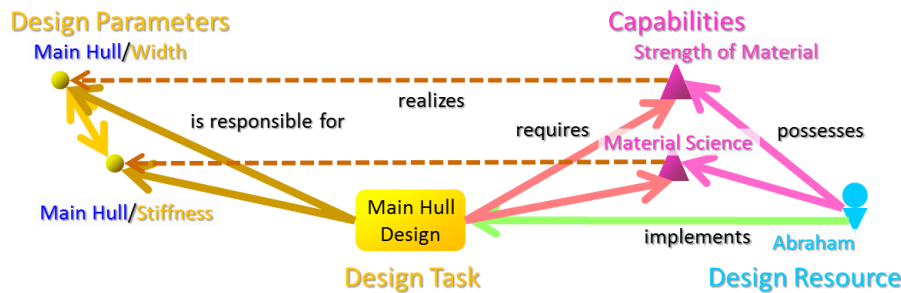 Design Parameters
Capabilities
Main Hull/Width
Strength of Material
realizes
is responsible for
requires
possesses
Material Science
Main Hull/Stiffness
Main Hull
Design
implements
Abraham
Design Task
Design Resource